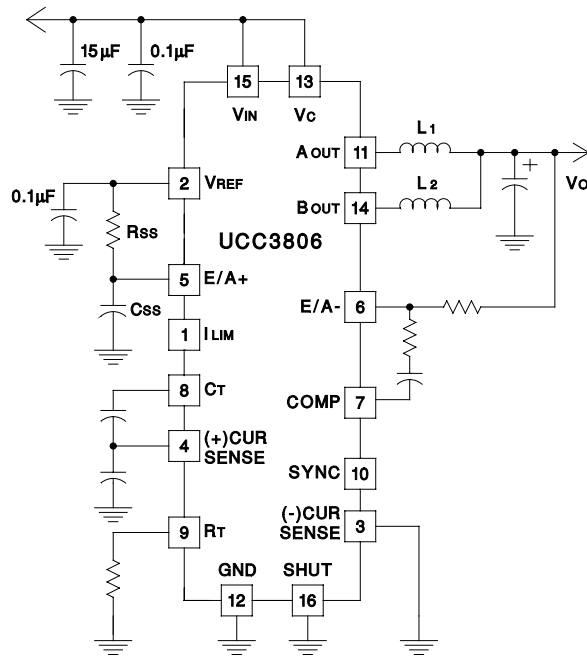 15µF
0.1µF
15
13
VIN
VC
AOUT
11
L1
2
VREF
L2
+
VO
0.1µF
BOUT
14
RSS
UCC3806
5
E/A+
E/A-
6
CSS
1
ILIM
8
CT
COMP
7
4
(+)CUR
SENSE
SYNC
10
(-)CUR
SENSE
3
9
RT
GND
SHUT
12
16